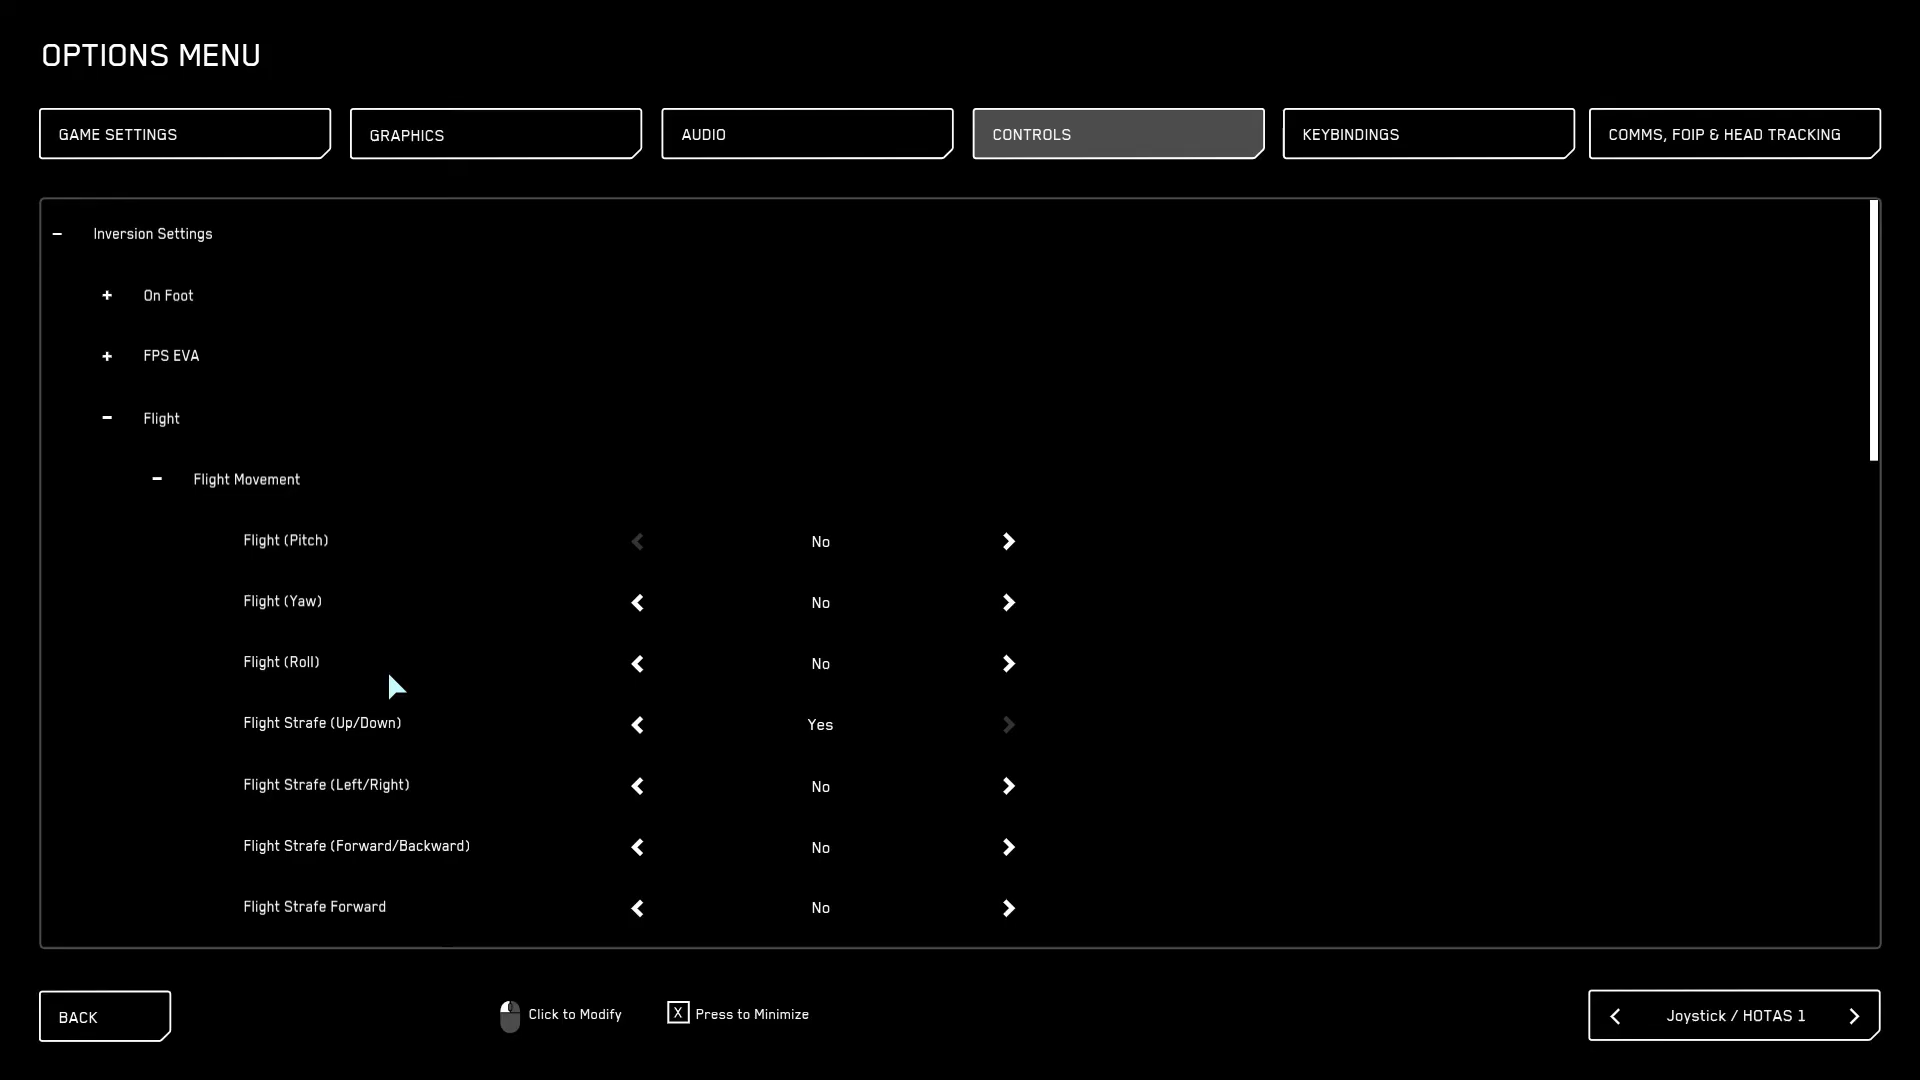 OPTIONS MENU
GAME SETTINGS
GRAPHICS
AUDIO
CONTROLS
KEYBINDINGS
COMMS, FOIP & HEAD TRACKING
- Inversion Settings
+ On Foot
+ FPS EVA
- Flight
- Flight Movement
Flight (Pitch) No
Flight (Yaw) No
Flight (Roll) No
Flight Strafe (Up/Down) Yes
Flight Strafe (Left/Right) No
Flight Strafe (Forward/Backward) No
Flight Strafe Forward No
BACK
Click to Modify
X Press to Minimize
Joystick / HOTAS 1